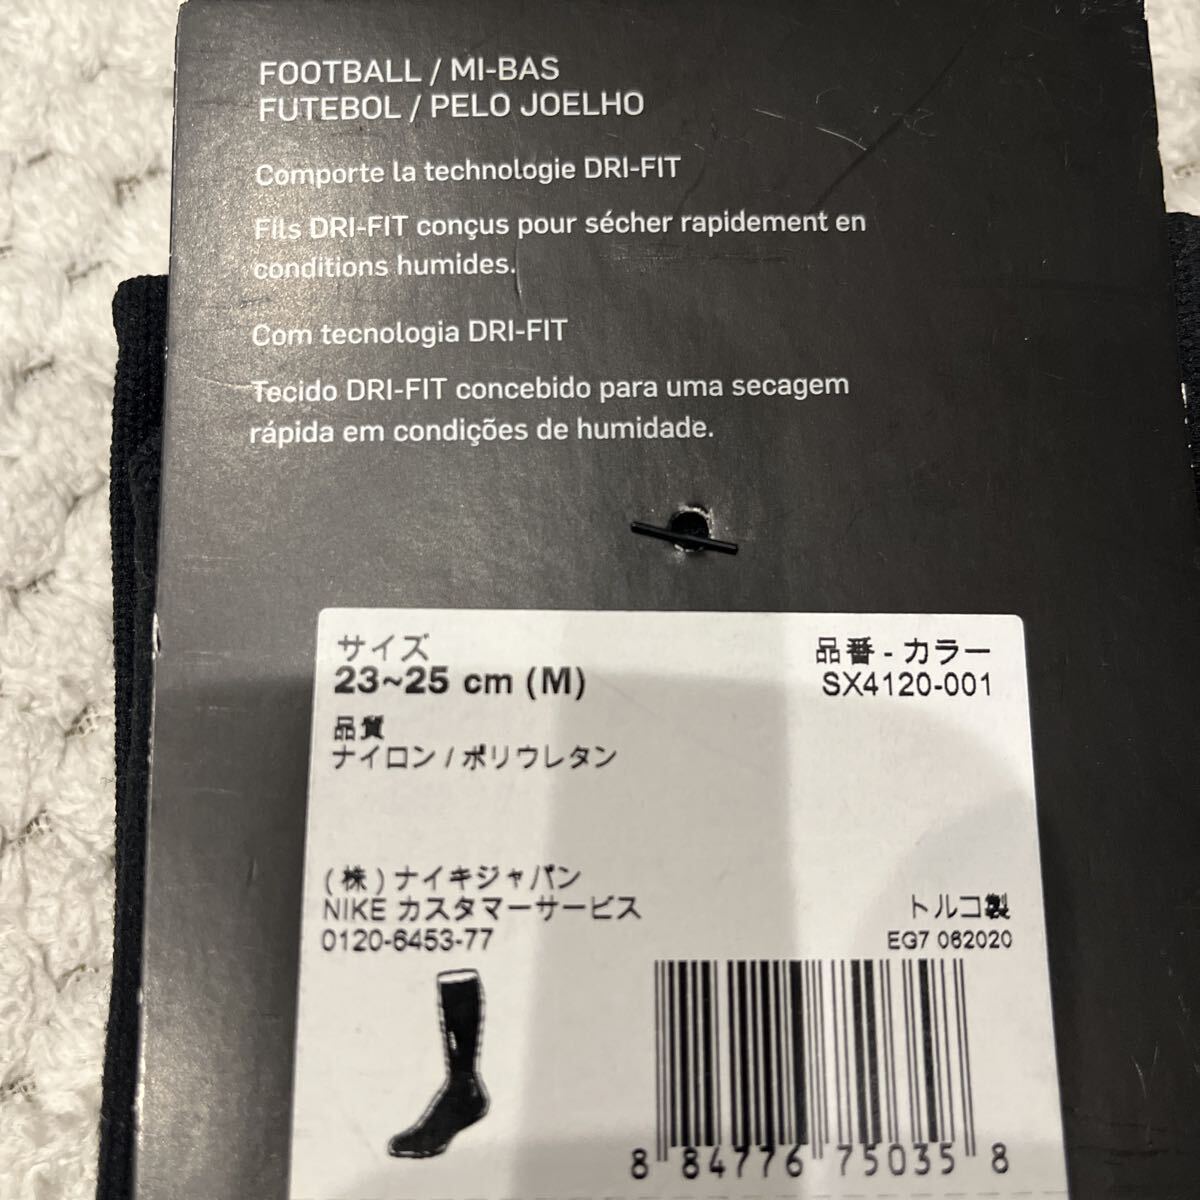 FOOTBALL / MI-BAS
FUTEBOL / PELO JOELHO
Comporte la technologie DRI-FIT
Fils DRI-FIT conçus pour sécher rapidement en
conditions humides.
Com tecnologia DRI-FIT
Tecido DRI-FIT concebido para uma secagem
rápida em condições de humidade.
サイズ
23~25 cm (M)
品番 - カラー
SX4120-001
品質
ナイロン / ポリウレタン
(株) ナイキジャパン
NIKE カスタマーサービス
0120-6453-77
トルコ製
EG7 062020
8 84776 75035 8